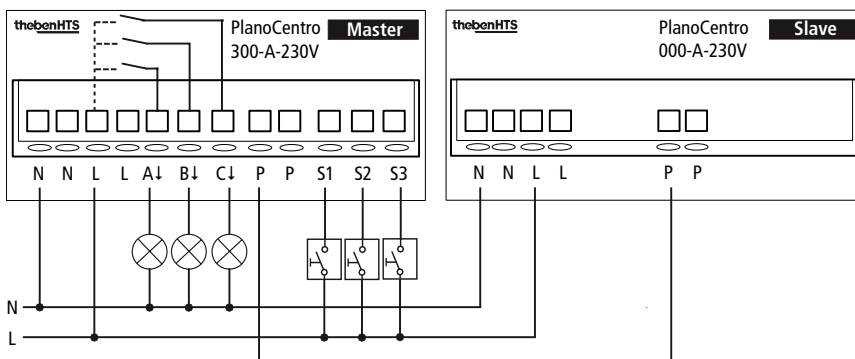 thebenHTS
PlanoCentro Master
300-A-230V
N N L L A↓ B↓ C↓ P P S1 S2 S3
thebenHTS
PlanoCentro Slave
000-A-230V
N N L L P P
N
L